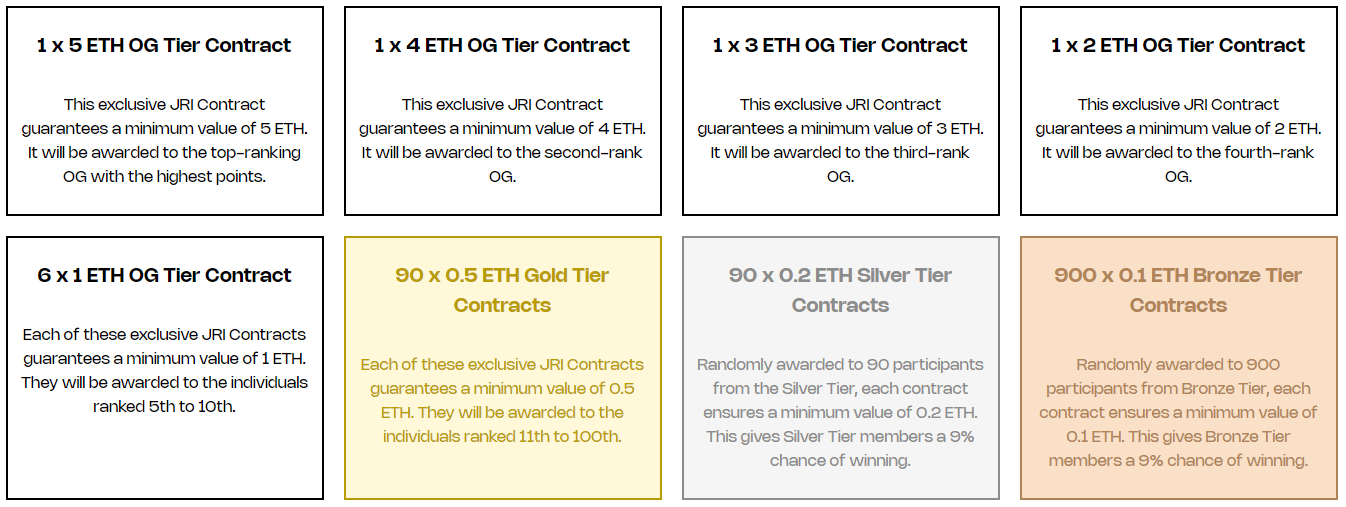 1 x 5 ETH OG Tier Contract
This exclusive JRI Contract
guarantees a minimum value of 5 ETH.
It will be awarded to the top-ranking
OG with the highest points.
1 x 4 ETH OG Tier Contract
This exclusive JRI Contract
guarantees a minimum value of 4 ETH.
It will be awarded to the second-rank
OG.
1 x 3 ETH OG Tier Contract
This exclusive JRI Contract
guarantees a minimum value of 3 ETH.
It will be awarded to the third-rank
OG.
1 x 2 ETH OG Tier Contract
This exclusive JRI Contract
guarantees a minimum value of 2 ETH.
It will be awarded to the fourth-rank
OG.
6 x 1 ETH OG Tier Contract
Each of these exclusive JRI Contracts
guarantees a minimum value of 1 ETH.
They will be awarded to the individuals
ranked 5th to 10th.
90 x 0.5 ETH Gold Tier
Contracts
Each of these exclusive JRI Contracts
guarantees a minimum value of 0.5
ETH. They will be awarded to the
individuals ranked 11th to 100th.
90 x 0.2 ETH Silver Tier
Contracts
Randomly awarded to 90 participants
from the Silver Tier, each contract
ensures a minimum value of 0.2 ETH.
This gives Silver Tier members a 9%
chance of winning.
900 x 0.1 ETH Bronze Tier
Contracts
Randomly awarded to 900
participants from Bronze Tier, each
contract ensures a minimum value of
0.1 ETH. This gives Bronze Tier
members a 9% chance of winning.